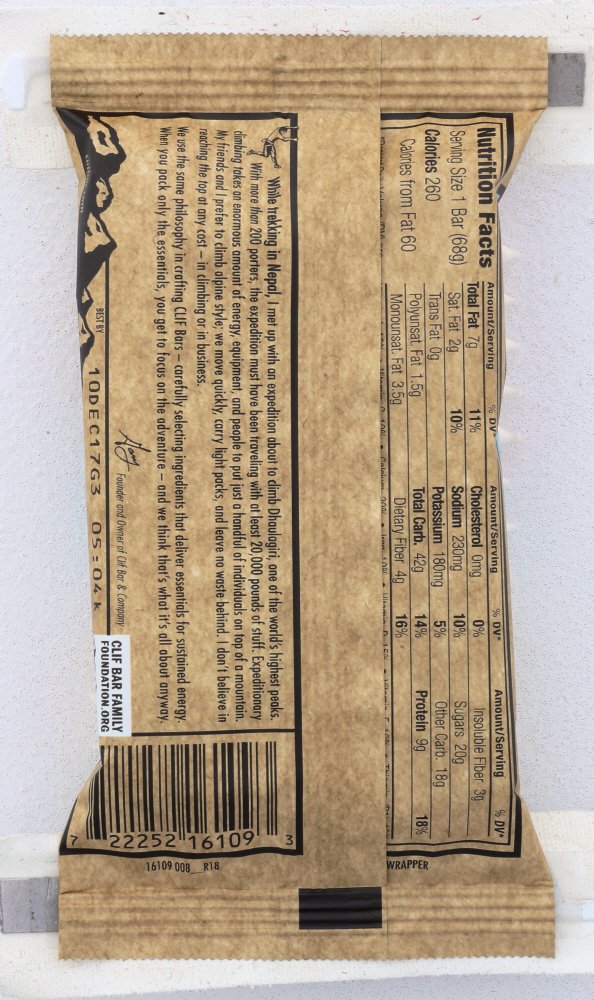 Nutrition Facts
Serving Size 1 Bar (68g)
Calories 260
Calories from Fat 60
Amount/Serving % DV*
Total Fat 7g 11%
Sat. Fat 2g 10%
Trans Fat 0g
Polyunsat. Fat 1.5g
Monounsat. Fat 3.5g
Amount/Serving % DV*
Cholesterol 0mg 0%
Sodium 230mg 10%
Potassium 180mg 5%
Total Carb. 42g 14%
Dietary Fiber 4g 16%
Amount/Serving % DV*
Insoluble Fiber 3g
Sugars 20g
Other Carb. 18g
Protein 9g 18%
WRAPPER
While trekking in Nepal, I met up with an expedition about to climb Dhaulagiri, one of the world's highest peaks.
With more than 200 porters, the expedition must have been traveling with at least 20,000 pounds of stuff. Expeditionary
climbing takes an enormous amount of energy, equipment, and people to put just a handful of individuals on top of a mountain.
My friends and I prefer to climb alpine style; we move quickly, carry light packs, and leave no waste behind. I don't believe in
reaching the top at any cost – in climbing or in business.
We use the same philosophy in crafting CLIF Bars – carefully selecting ingredients that deliver essentials for sustained energy.
When you pack only the essentials, you get to focus on the adventure – and we think that's what it's all about anyway.
Gary Founder and Owner of Clif Bar & Company
BEST BY 10DEC17G3 05:04k
CLIF BAR FAMILY
FOUNDATION.ORG
7 22252 16109 3
16109 008 R18